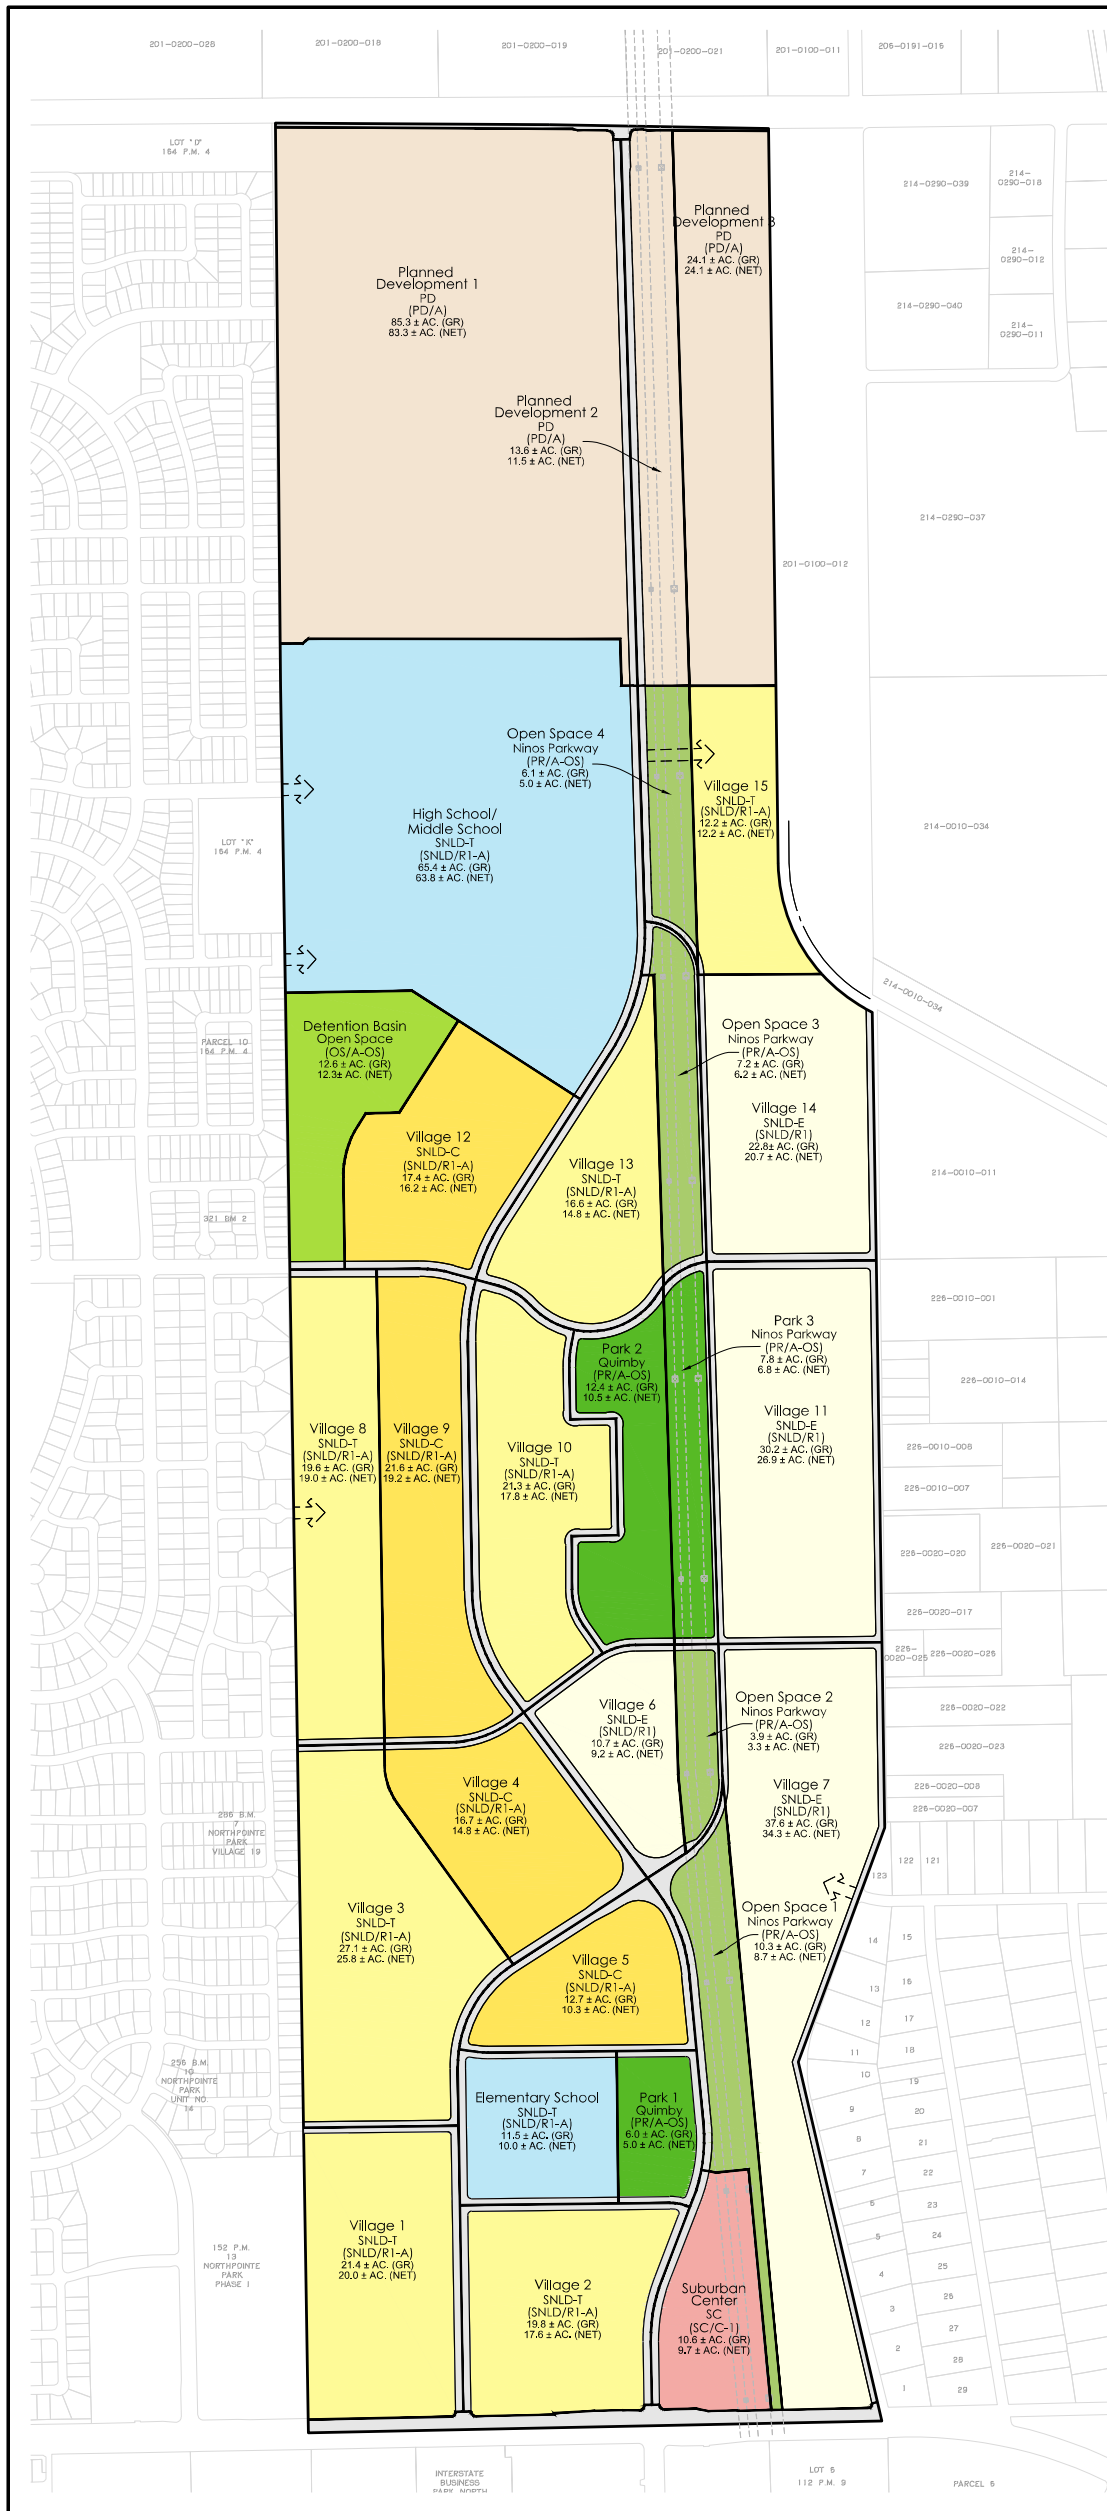 201-0200-026
201-0200-018
201-0200-019
201-0200-021
201-0100-011
206-0191-016
LOT "D"
164 P.M. 4
214-0290-039
214-
0290-018
214-
0290-012
214-0290-040
214-
0290-011
Planned
Development 3
PD
(PD/A)
24.1 ± AC. (GR)
24.1 ± AC. (NET)
Planned
Development 1
PD
(PD/A)
85.3 ± AC. (GR)
83.3 ± AC. (NET)
Planned
Development 2
PD
(PD/A)
13.6 ± AC. (GR)
11.5 ± AC. (NET)
214-0290-037
201-0100-012
Open Space 4
Ninos Parkway
(PR/A-OS)
6.1 ± AC. (GR)
5.0 ± AC. (NET)
Village 15
SNLD-T
(SNLD/R1-A)
12.2 ± AC. (GR)
12.2 ± AC. (NET)
High School/
Middle School
SNLD-T
(SNLD/R1-A)
65.4 ± AC. (GR)
63.8 ± AC. (NET)
LOT "K"
164 P.M. 4
214-0010-034
214-0010-034
Detention Basin
Open Space
(OS/A-OS)
12.6 ± AC. (GR)
12.3± AC. (NET)
PARCEL 10
164 P.M. 4
Open Space 3
Ninos Parkway
(PR/A-OS)
7.2 ± AC. (GR)
6.2 ± AC. (NET)
Village 14
SNLD-E
(SNLD/R1)
22.8± AC. (GR)
20.7 ± AC. (NET)
Village 12
SNLD-C
(SNLD/R1-A)
17.4 ± AC. (GR)
16.2 ± AC. (NET)
Village 13
SNLD-T
(SNLD/R1-A)
16.6 ± AC. (GR)
14.8 ± AC. (NET)
214-0010-011
321 BM 2
226-0010-001
Park 3
Ninos Parkway
(PR/A-OS)
7.8 ± AC. (GR)
6.8 ± AC. (NET)
Park 2
Quimby
(PR/A-OS)
12.4 ± AC. (GR)
10.5 ± AC. (NET)
226-0010-014
Village 11
SNLD-E
(SNLD/R1)
30.2 ± AC. (GR)
26.9 ± AC. (NET)
Village 8
SNLD-T
(SNLD/R1-A)
19.6 ± AC. (GR)
19.0 ± AC. (NET)
Village 9
SNLD-C
(SNLD/R1-A)
21.6 ± AC. (GR)
19.2 ± AC. (NET)
Village 10
SNLD-T
(SNLD/R1-A)
21.3 ± AC. (GR)
17.8 ± AC. (NET)
226-0010-008
226-0010-007
226-0020-020
226-0020-021
226-0020-017
226-
0020-025
226-0020-026
226-0020-022
226-0020-023
226-0020-008
226-0020-007
Village 6
SNLD-E
(SNLD/R1)
10.7 ± AC. (GR)
9.2 ± AC. (NET)
Open Space 2
Ninos Parkway
(PR/A-OS)
3.9 ± AC. (GR)
3.3 ± AC. (NET)
Village 4
SNLD-C
(SNLD/R1-A)
16.7 ± AC. (GR)
14.8 ± AC. (NET)
Village 7
SNLD-E
(SNLD/R1)
37.6 ± AC. (GR)
34.3 ± AC. (NET)
286 B.M.
7
NORTHPOINTE
PARK
VILLAGE 19
123
122
121
Village 3
SNLD-T
(SNLD/R1-A)
27.1 ± AC. (GR)
25.8 ± AC. (NET)
Open Space 1
Ninos Parkway
(PR/A-OS)
10.3 ± AC. (GR)
8.7 ± AC. (NET)
Village 5
SNLD-C
(SNLD/R1-A)
12.7 ± AC. (GR)
10.3 ± AC. (NET)
14
15
13
16
12
17
11
18
10
19
9
20
8
21
7
22
6
23
5
24
4
25
3
26
27
2
28
1
29
256 B.M.
10
NORTHPOINTE
PARK
UNIT NO.
14
Elementary School
SNLD-T
(SNLD/R1-A)
11.5 ± AC. (GR)
10.0 ± AC. (NET)
Park 1
Quimby
(PR/A-OS)
6.0 ± AC. (GR)
5.0 ± AC. (NET)
152 P.M.
13
NORTHPOINTE
PARK
PHASE 1
Village 1
SNLD-T
(SNLD/R1-A)
21.4 ± AC. (GR)
20.0 ± AC. (NET)
Village 2
SNLD-T
(SNLD/R1-A)
19.8 ± AC. (GR)
17.6 ± AC. (NET)
Suburban
Center
SC
(SC/C-1)
10.6 ± AC. (GR)
9.7 ± AC. (NET)
INTERSTATE
BUSINESS
PARK NORTH
LOT 6
112 P.M. 9
PARCEL 6